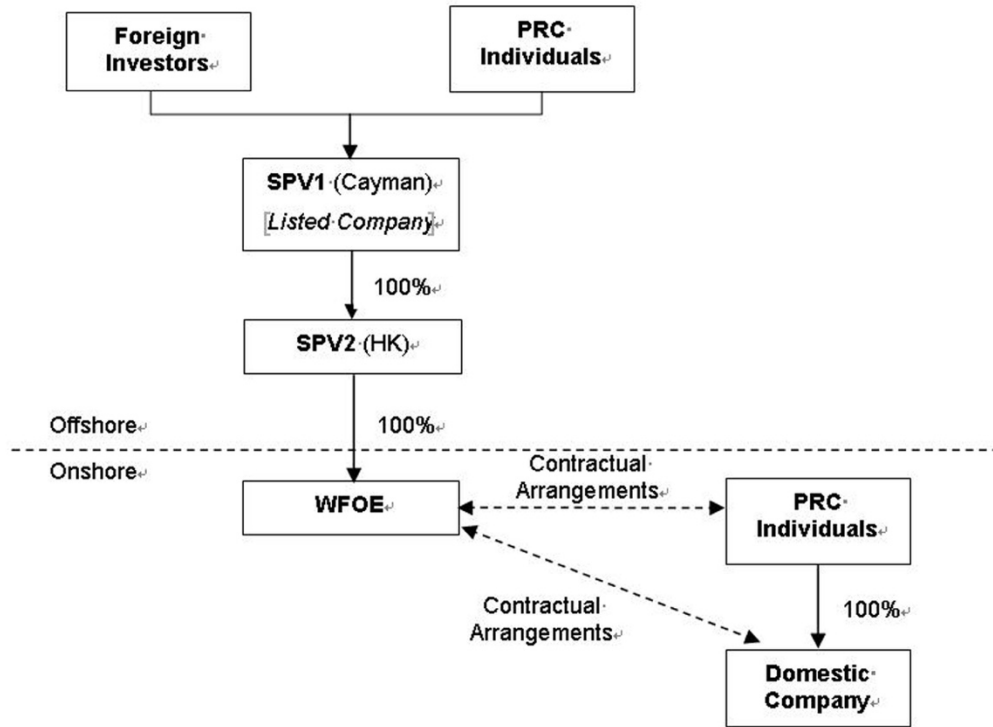 Foreign
Investors
PRC
Individuals
SPV1 (Cayman)
[Listed Company]
100%
SPV2 (HK)
Offshore
100%
Onshore
Contractual
Arrangements
WFOE
PRC
Individuals
Contractual
Arrangements
100%
Domestic
Company